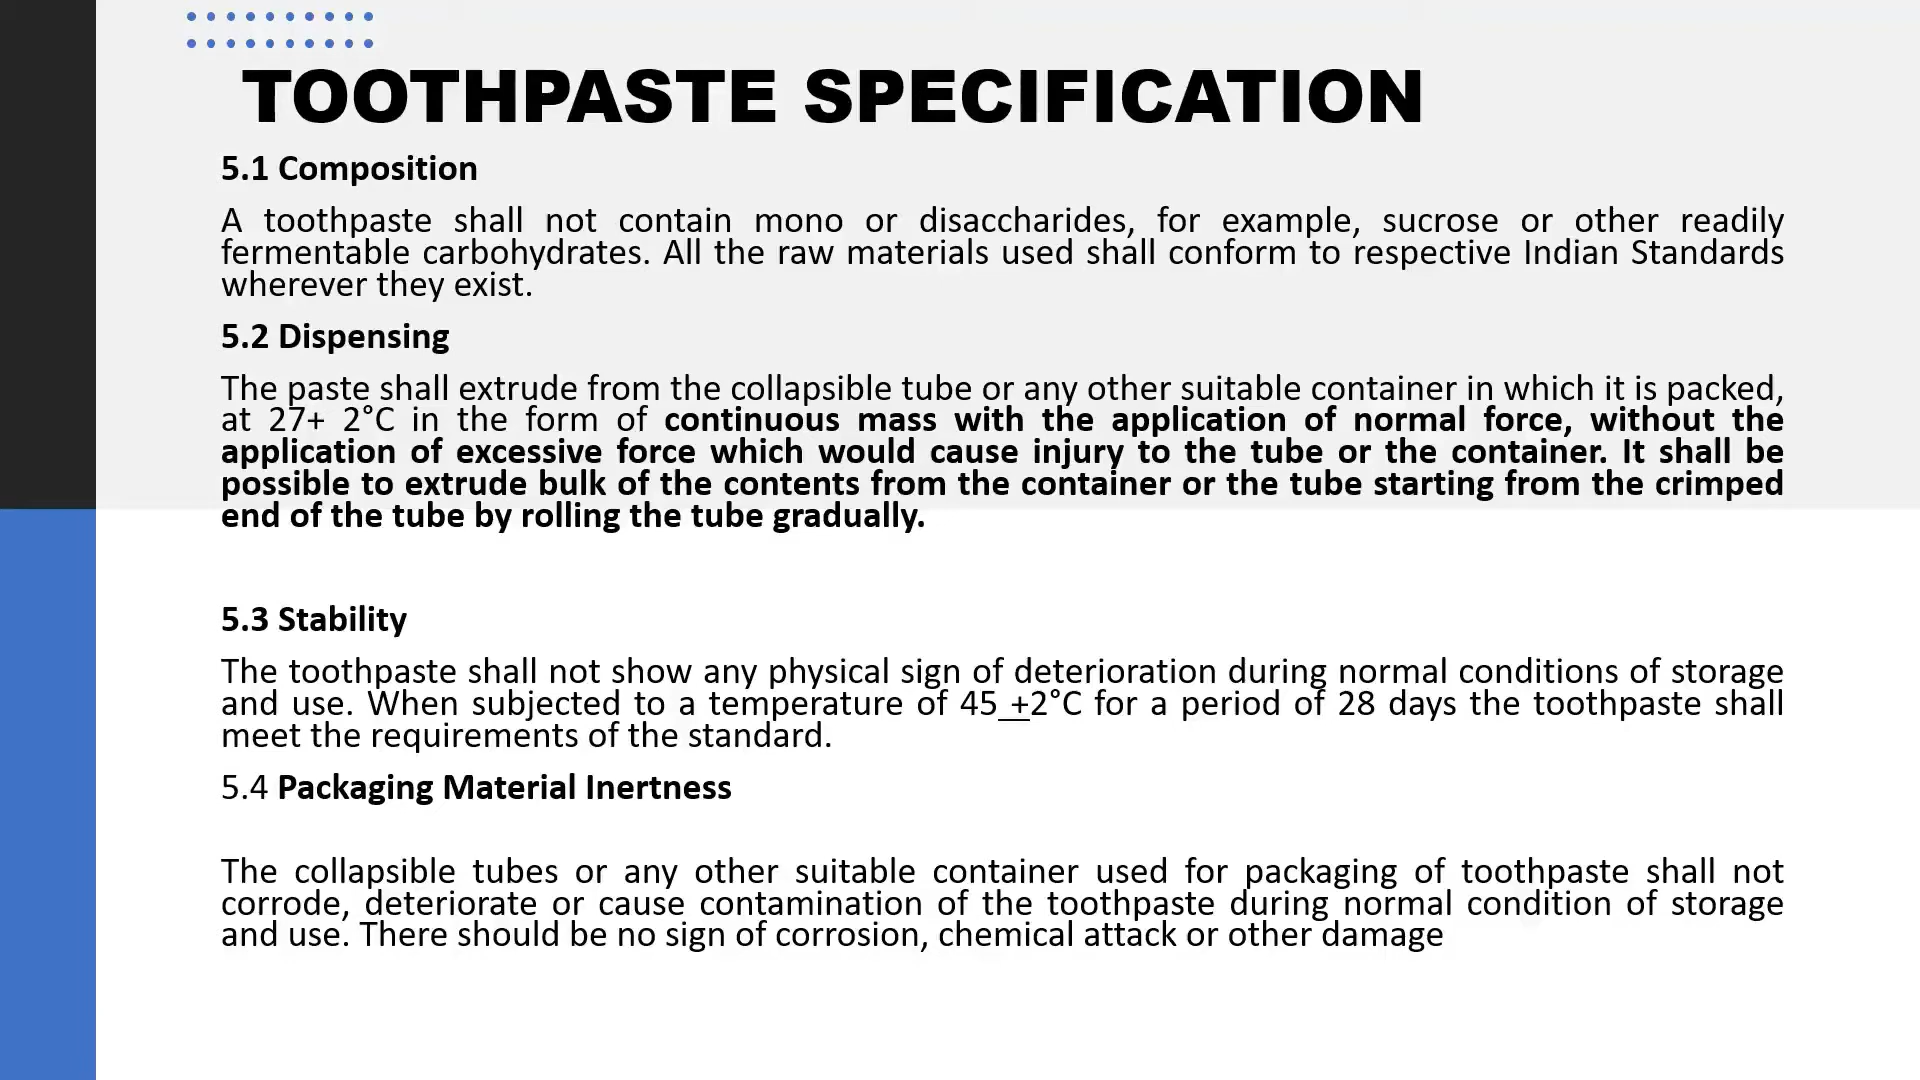 TOOTHPASTE SPECIFICATION
5.1 Composition
A toothpaste shall not contain mono or disaccharides, for example, sucrose or other readily
fermentable carbohydrates. All the raw materials used shall conform to respective Indian Standards
wherever they exist.
5.2 Dispensing
The paste shall extrude from the collapsible tube or any other suitable container in which it is packed,
at 27+ 2°C in the form of continuous mass with the application of normal force, without the
application of excessive force which would cause injury to the tube or the container. It shall be
possible to extrude bulk of the contents from the container or the tube starting from the crimped
end of the tube by rolling the tube gradually.
5.3 Stability
The toothpaste shall not show any physical sign of deterioration during normal conditions of storage
and use. When subjected to a temperature of 45 +2°C for a period of 28 days the toothpaste shall
meet the requirements of the standard.
5.4 Packaging Material Inertness
The collapsible tubes or any other suitable container used for packaging of toothpaste shall not
corrode, deteriorate or cause contamination of the toothpaste during normal condition of storage
and use. There should be no sign of corrosion, chemical attack or other damage